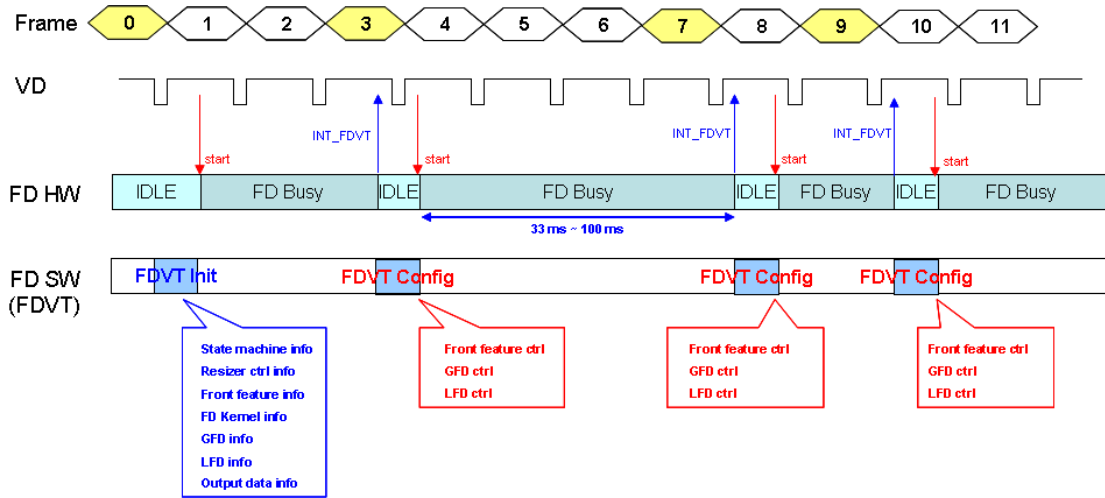 Frame 0 1 2 3 4 5 6 7 8 9 10 11
VD
INT_FDVT INT_FDVT INT_FDVT
start start start start
FD HW IDLE FD Busy IDLE FD Busy IDLE FD Busy IDLE FD Busy
33 ms ~ 100 ms
FD SW
(FDVT)
FDVT Init FDVT Config FDVT Config FDVT Config
State machine info
Resizer ctrl info
Front feature info
FD Kernel info
GFD info
LFD info
Output data info
Front feature ctrl
GFD ctrl
LFD ctrl
Front feature ctrl
GFD ctrl
LFD ctrl
Front feature ctrl
GFD ctrl
LFD ctrl